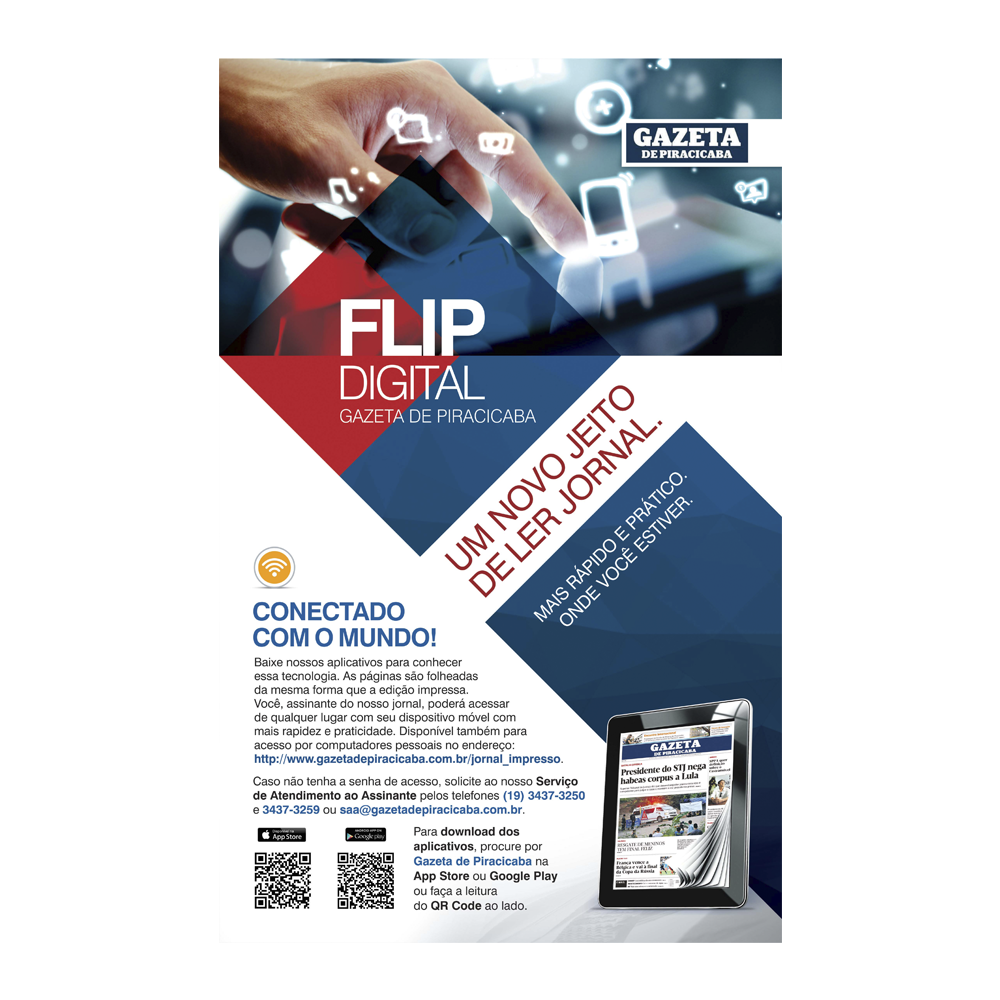 GAZETA
DE PIRACICABA
FLIP
DIGITAL
GAZETA DE PIRACICABA
UM NOVO JEITO
DE LER JORNAL.
MAIS RÁPIDO E PRÁTICO.
ONDE VOCÊ ESTIVER.
CONECTADO
COM O MUNDO!
Baixe nossos aplicativos para conhecer
essa tecnologia. As páginas são folheadas
da mesma forma que a edição impressa.
Você, assinante do nosso jornal, poderá acessar
de qualquer lugar com seu dispositivo móvel com
mais rapidez e praticidade. Disponível também para
acesso por computadores pessoais no endereço:
http://www.gazetadepiracicaba.com.br/jornal_impresso.
Caso não tenha a senha de acesso, solicite ao nosso Serviço
de Atendimento ao Assinante pelos telefones (19) 3437-3250
e 3437-3259 ou saa@gazetadepiracicaba.com.br.
App Store
Google play
Para download dos
aplicativos, procure por
Gazeta de Piracicaba na
App Store ou Google Play
ou faça a leitura
do QR Code ao lado.
GAZETA
DE PIRACICABA
Presidente do STJ nega
habeas corpus a Lula
RESGATE DE MENINOS
TEM FINAL FELIZ
França vence a
Bélgica e vai à final
da Copa da Rússia